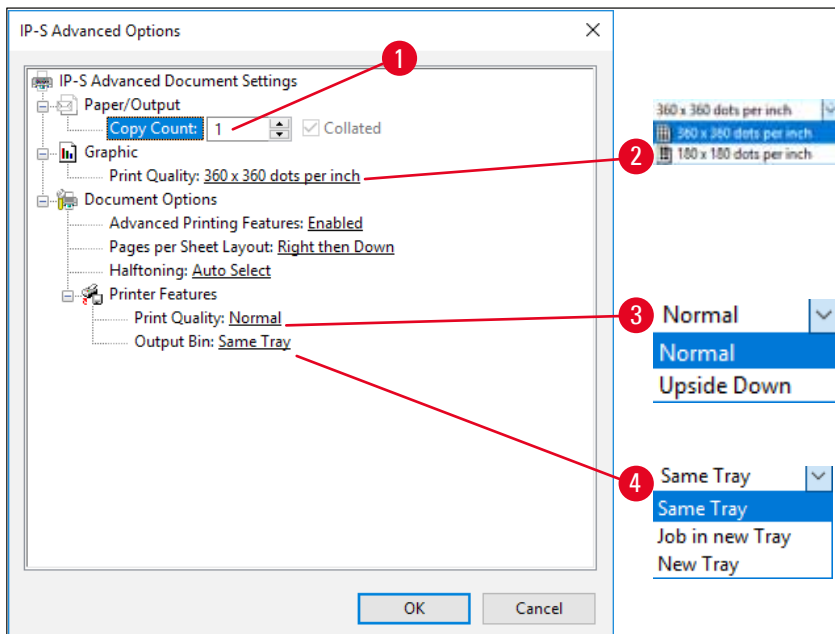 IP-S Advanced Options
IP-S Advanced Document Settings
Paper/Output
Copy Count: 1 Collated
Graphic
Print Quality: 360 x 360 dots per inch
Document Options
Advanced Printing Features: Enabled
Pages per Sheet Layout: Right then Down
Halftoning: Auto Select
Printer Features
Print Quality: Normal
Output Bin: Same Tray
OK Cancel
1
2
360 x 360 dots per inch
360 x 360 dots per inch
180 x 180 dots per inch
3
Normal
Normal
Upside Down
4
Same Tray
Same Tray
Job in new Tray
New Tray